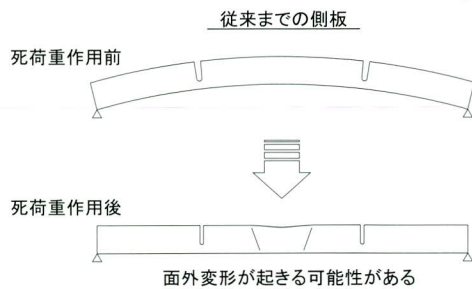 従来までの側板
死荷重作用前
死荷重作用後
面外変形が起きる可能性がある